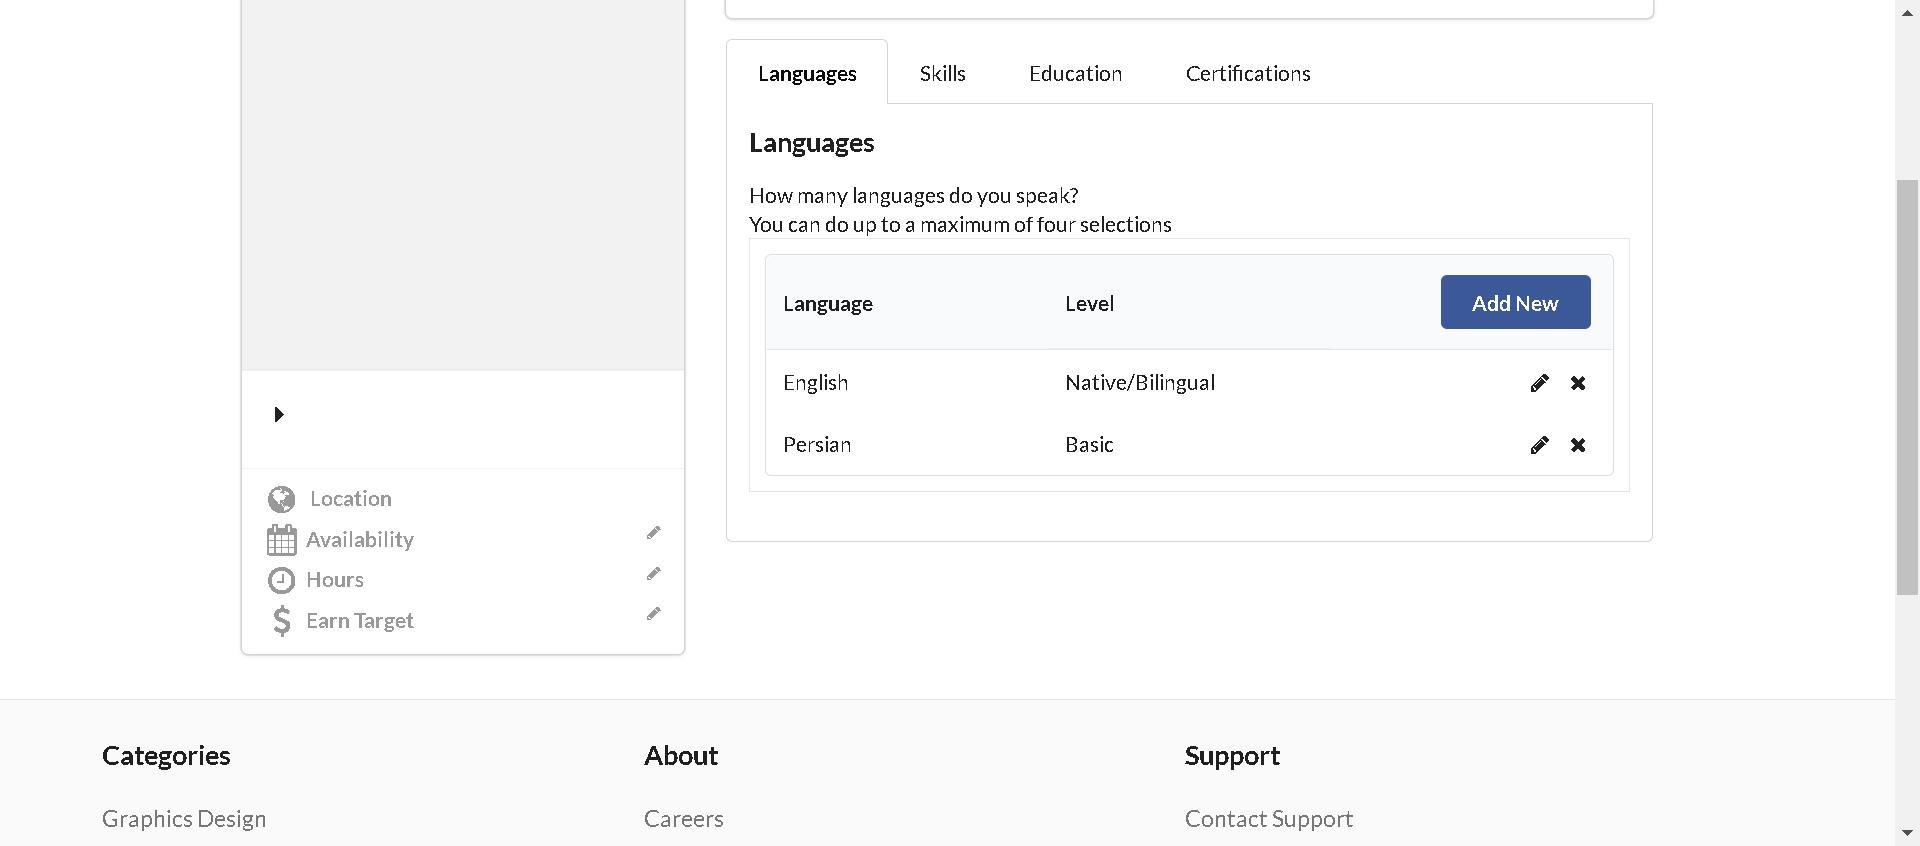 Languages Skills Education Certifications
Languages
How many languages do you speak?
You can do up to a maximum of four selections
Language Level Add New
English Native/Bilingual
Persian Basic
Location
Availability
Hours
Earn Target
Categories About Support
Graphics Design Careers Contact Support